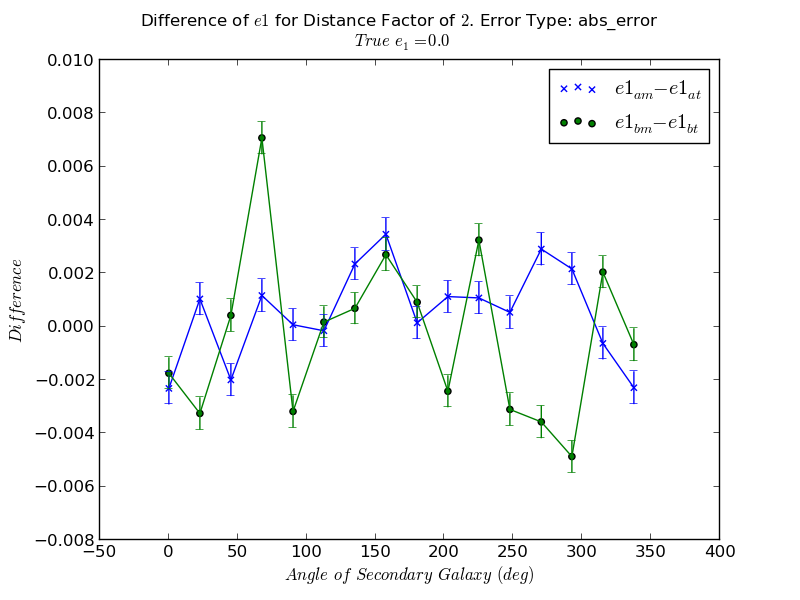 Difference of e1 for Distance Factor of 2. Error Type: abs_error
True e₁ =0.0
0.010
0.008
0.006
0.004
0.002
0.000
−0.002
−0.004
−0.006
−0.008
Difference
e1ₐₘ−e1ₐₜ
e1_bm−e1_bt
−50 0 50 100 150 200 250 300 350 400
Angle of Secondary Galaxy (deg)